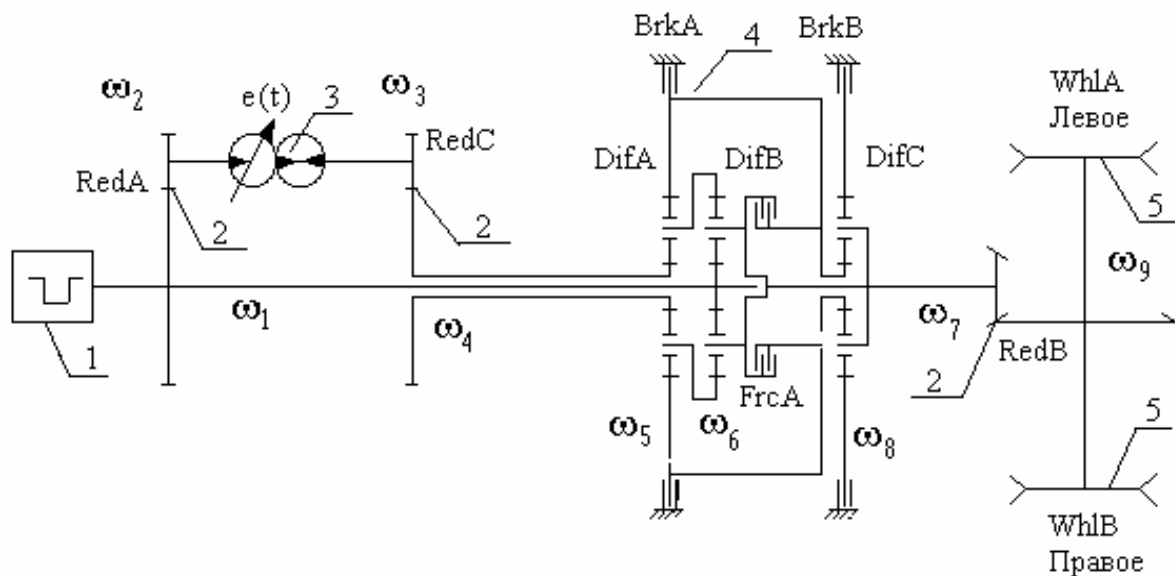 BrkA
4
BrkB
ω2
e(t)
3
ω3
WhlA
Левое
RedC
DifA
DifB
DifC
RedA
2
2
5
1
ω1
ω4
ω7
ω9
RedB
2
FrcA
ω5
ω6
ω8
5
WhlB
Правое